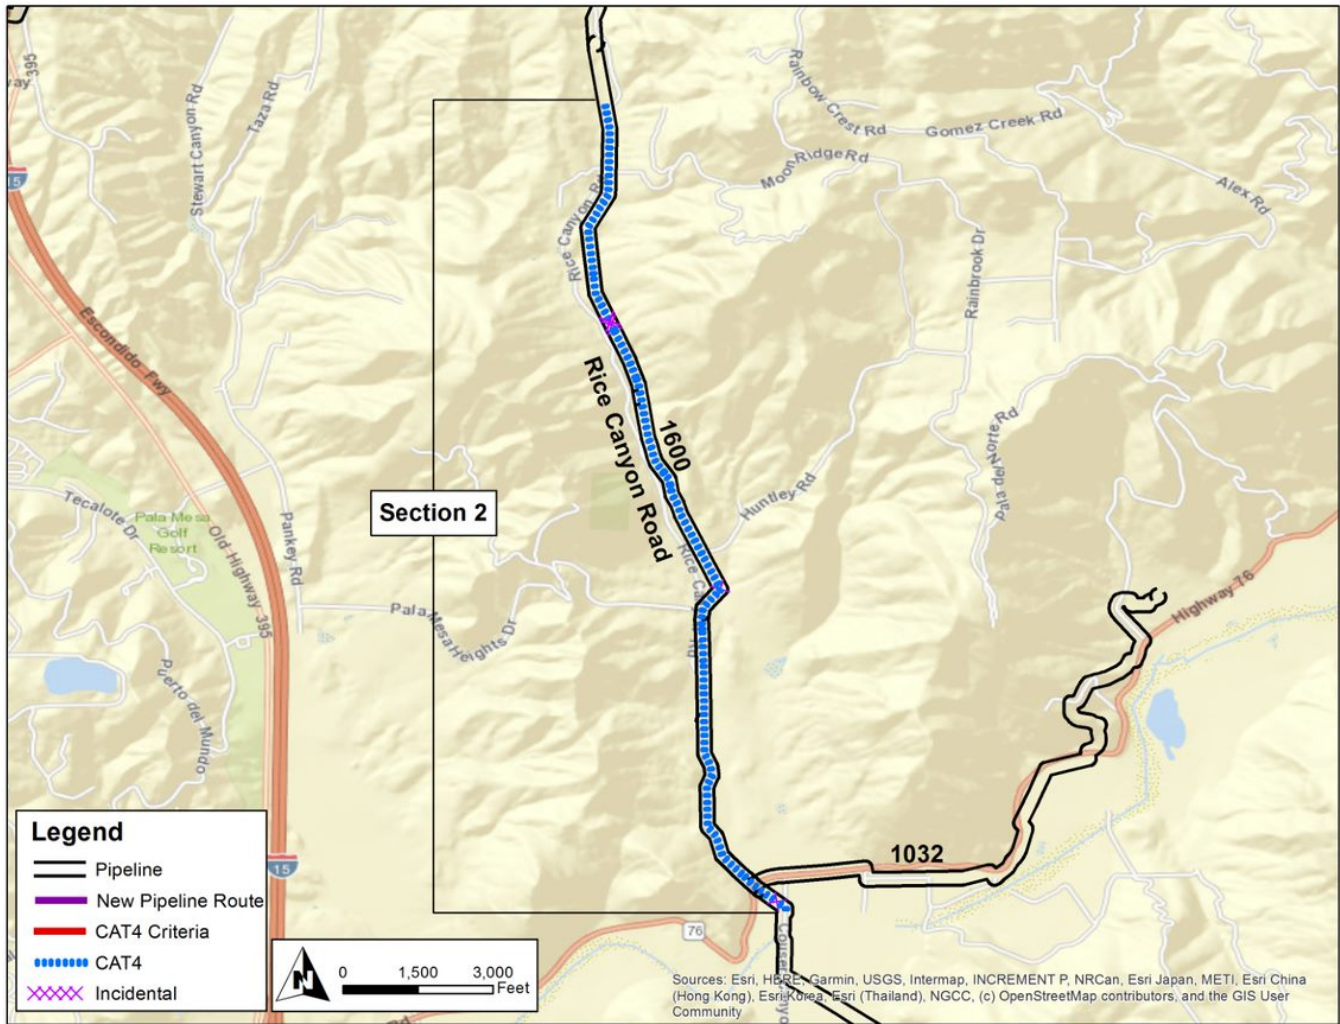 way 395
Stewart Canyon Rd
Taza Rd
Rainbow Crest Rd
Gomez Creek Rd
Moon Ridge Rd
Alex Rd
15
Rice Canyon Rd
Rainbrook Dr
Escondido Fwy
Rice Canyon Road
1600
Section 2
Huntley Rd
Pala del Norte Rd
Tecalote Dr
Pala Mesa
Golf
Resort
Old Highway 395
Pankey Rd
Pala Mesa Heights Dr
Highway 76
Puerto del Mundo
1032
15
76
Legend
Pipeline
New Pipeline Route
CAT4 Criteria
CAT4
Incidental
N
0 1,500 3,000
Feet
Rd
Sources: Esri, HERE, Garmin, USGS, Intermap, INCREMENT P, NRCan, Esri Japan, METI, Esri China
(Hong Kong), Esri Korea, Esri (Thailand), NGCC, (c) OpenStreetMap contributors, and the GIS User
Community